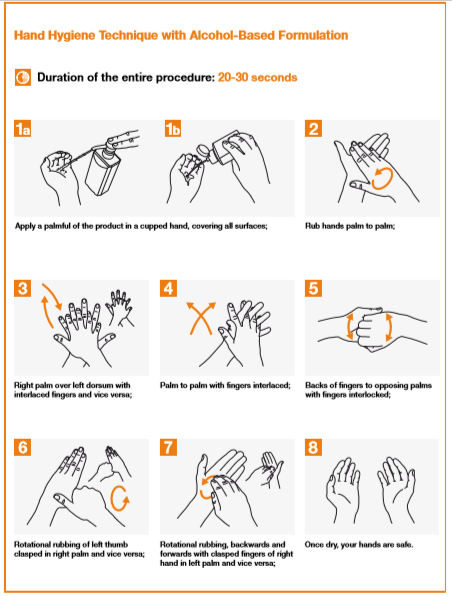 Hand Hygiene Technique with Alcohol-Based Formulation
Duration of the entire procedure: 20-30 seconds
1a
1b
Apply a palmful of the product in a cupped hand, covering all surfaces;
2
Rub hands palm to palm;
3
Right palm over left dorsum with
interlaced fingers and vice versa;
4
Palm to palm with fingers interlaced;
5
Backs of fingers to opposing palms
with fingers interlocked;
6
Rotational rubbing of left thumb
clasped in right palm and vice versa;
7
Rotational rubbing, backwards and
forwards with clasped fingers of right
hand in left palm and vice versa;
8
Once dry, your hands are safe.